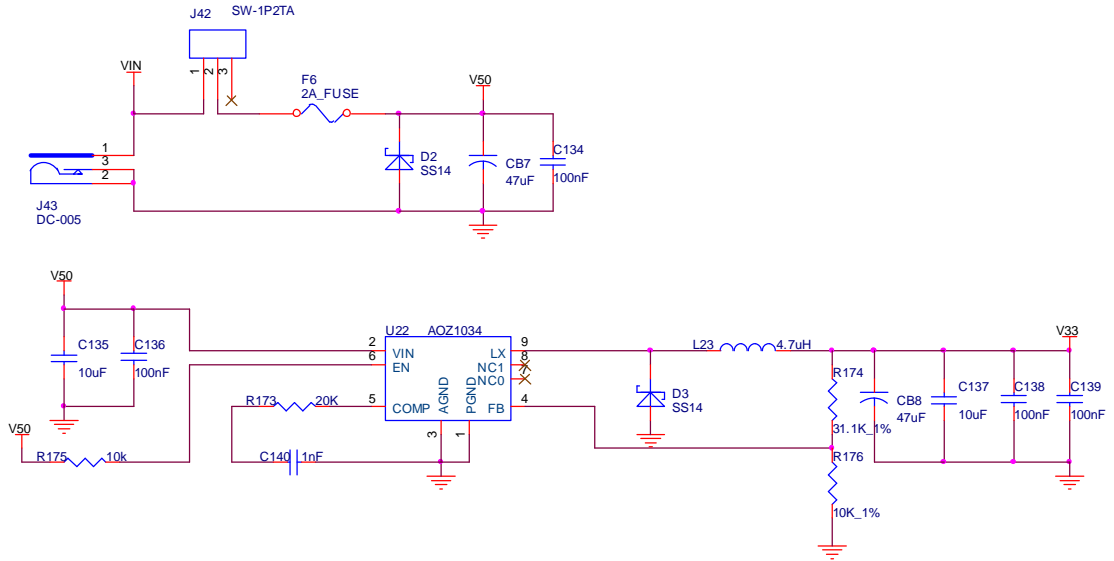 J42 SW-1P2TA
VIN
1
2
3
F6
2A_FUSE
V50
1
3
2
J43
DC-005
D2
SS14
CB7
47uF
C134
100nF
V50
C135
10uF
C136
100nF
U22 AOZ1034
2 VIN
6 EN
5 COMP
AGND
3
PGND
1
LX 9
NC1 8
NC0 7
FB 4
R173 20K
C140 1nF
V50
R175 10k
L23 4.7uH
D3
SS14
V33
R174
31.1K_1%
R176
10K_1%
CB8
47uF
C137
10uF
C138
100nF
C139
100nF